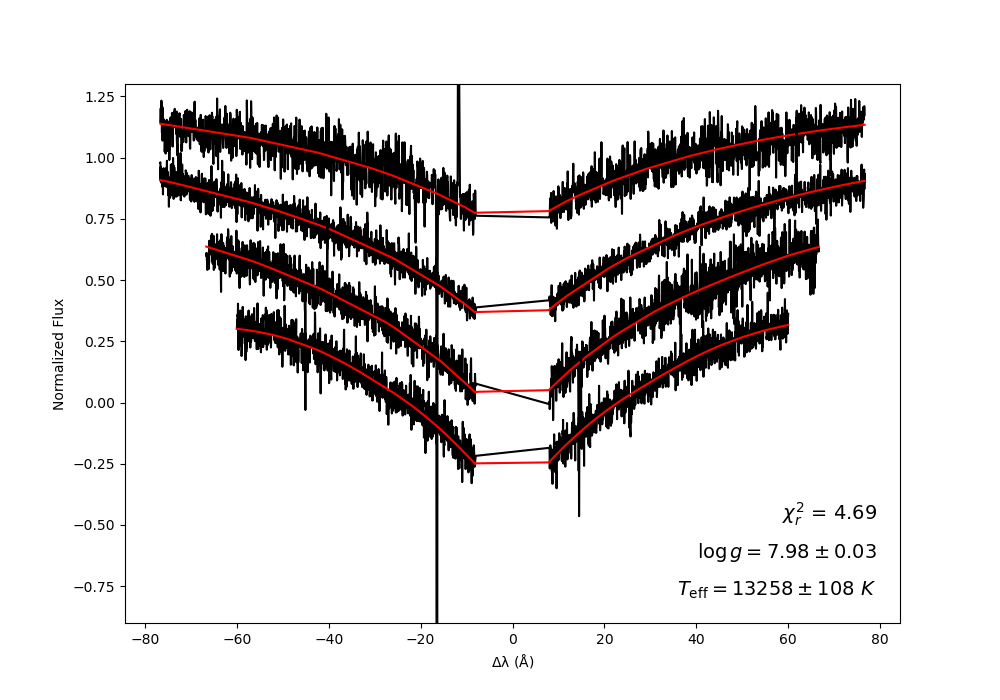 Normalized Flux
1.25
1.00
0.75
0.50
0.25
0.00
−0.25
−0.50
−0.75
χ²ᵣ = 4.69
log g = 7.98 ± 0.03
T_eff = 13258 ± 108 K
−80 −60 −40 −20 0 20 40 60 80
Δλ (Å)